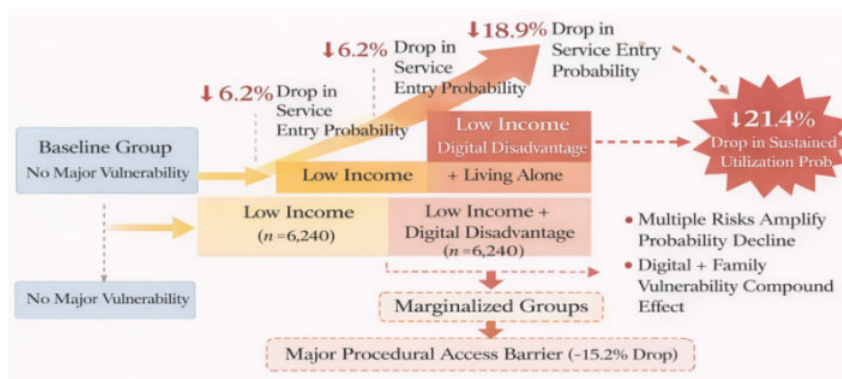 ↓18.9%
Drop in
Service Entry
Probability
↓6.2%
Drop in
Service
Entry Probability
↓6.2%
Drop in
Service
Entry Probability
↓21.4%
Drop in Sustained
Utilization Prob.
Baseline Group
No Major Vulnerability
Low Income
Digital Disadvantage
Low Income
+ Living Alone
Low Income
(n=6,240)
Low Income +
Digital Disadvantage
(n=6,240)
No Major Vulnerability
• Multiple Risks Amplify
Probability Decline
• Digital + Family
Vulnerability Compound
Effect
Marginalized Groups
Major Procedural Access Barrier (-15.2% Drop)